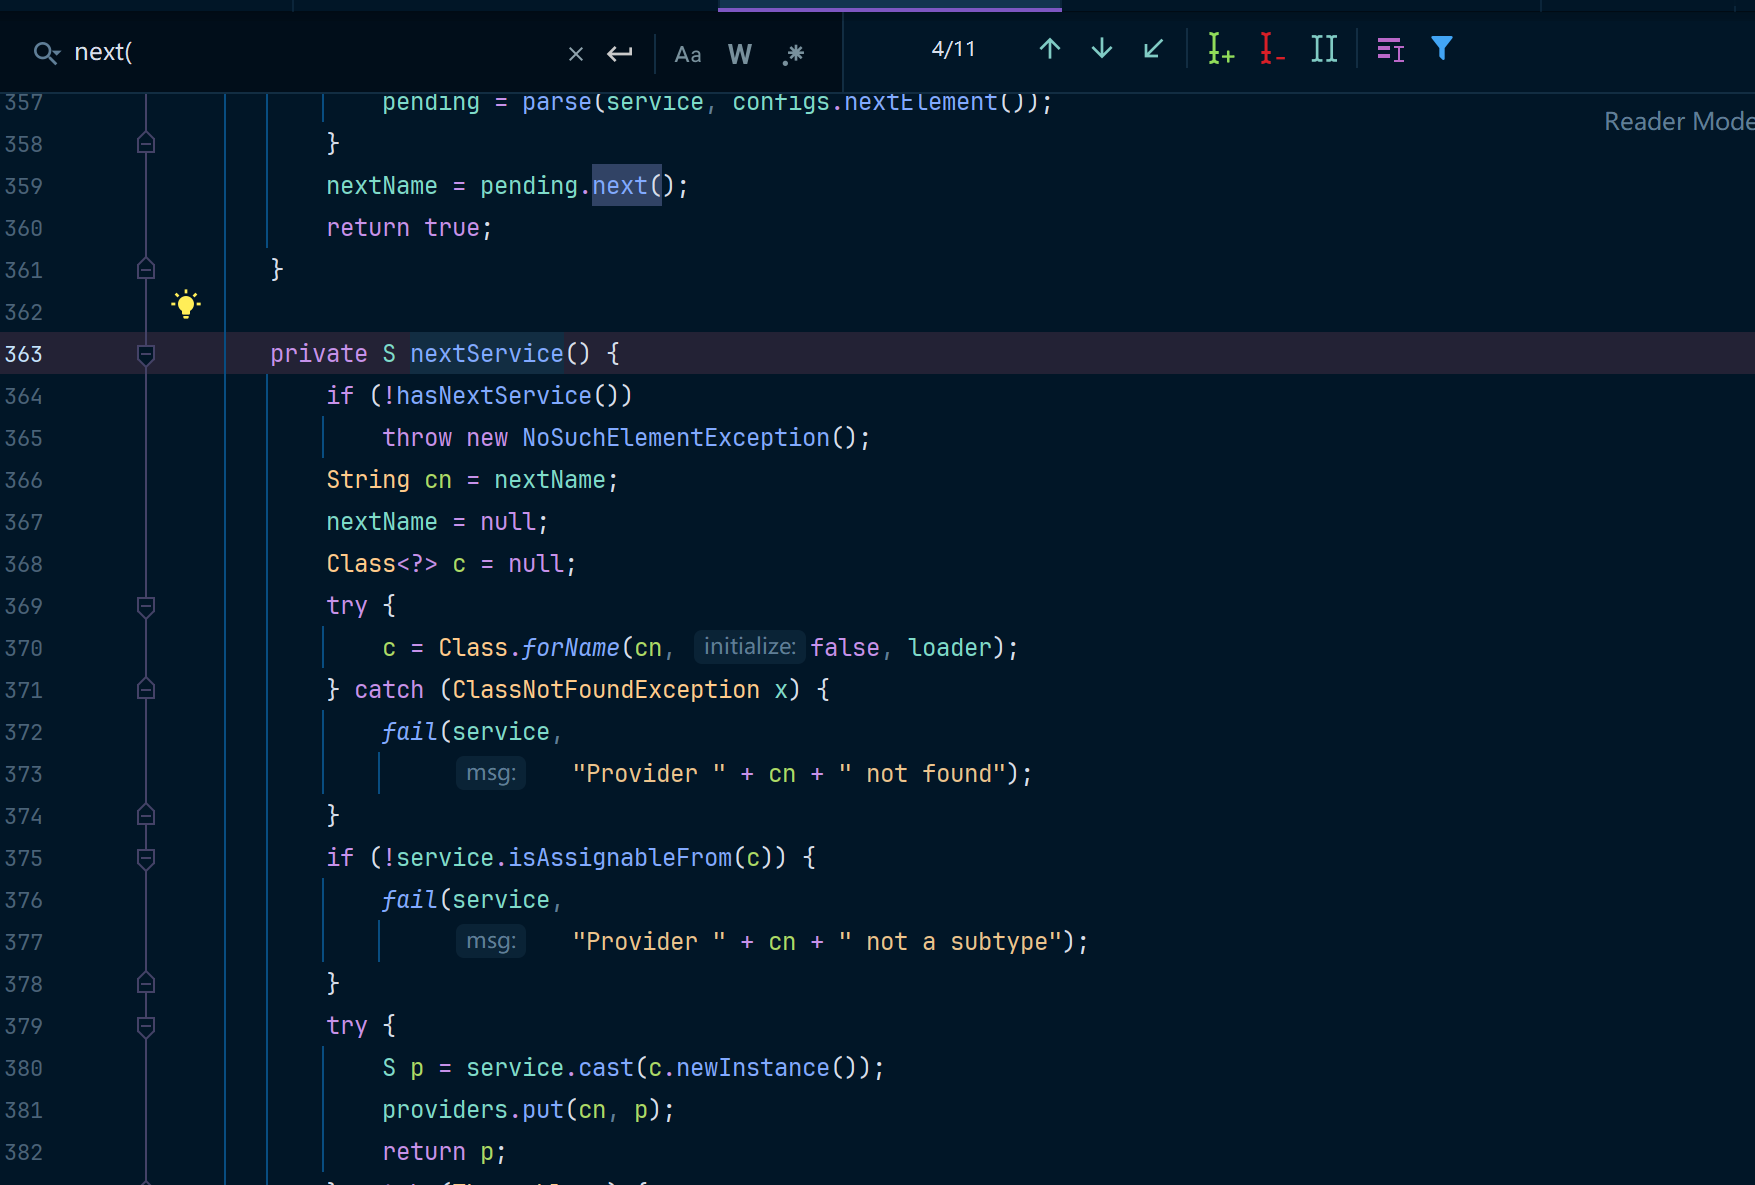 next(
Aa W .* 4/11
357 pending = parse(service, configs.nextElement());
Reader Mode
358 }
359 nextName = pending.next();
360 return true;
361 }
362
363 private S nextService() {
364 if (!hasNextService())
365 throw new NoSuchElementException();
366 String cn = nextName;
367 nextName = null;
368 Class<?> c = null;
369 try {
370 c = Class.forName(cn, initialize: false, loader);
371 } catch (ClassNotFoundException x) {
372 fail(service,
373 msg: "Provider " + cn + " not found");
374 }
375 if (!service.isAssignableFrom(c)) {
376 fail(service,
377 msg: "Provider " + cn + " not a subtype");
378 }
379 try {
380 S p = service.cast(c.newInstance());
381 providers.put(cn, p);
382 return p;